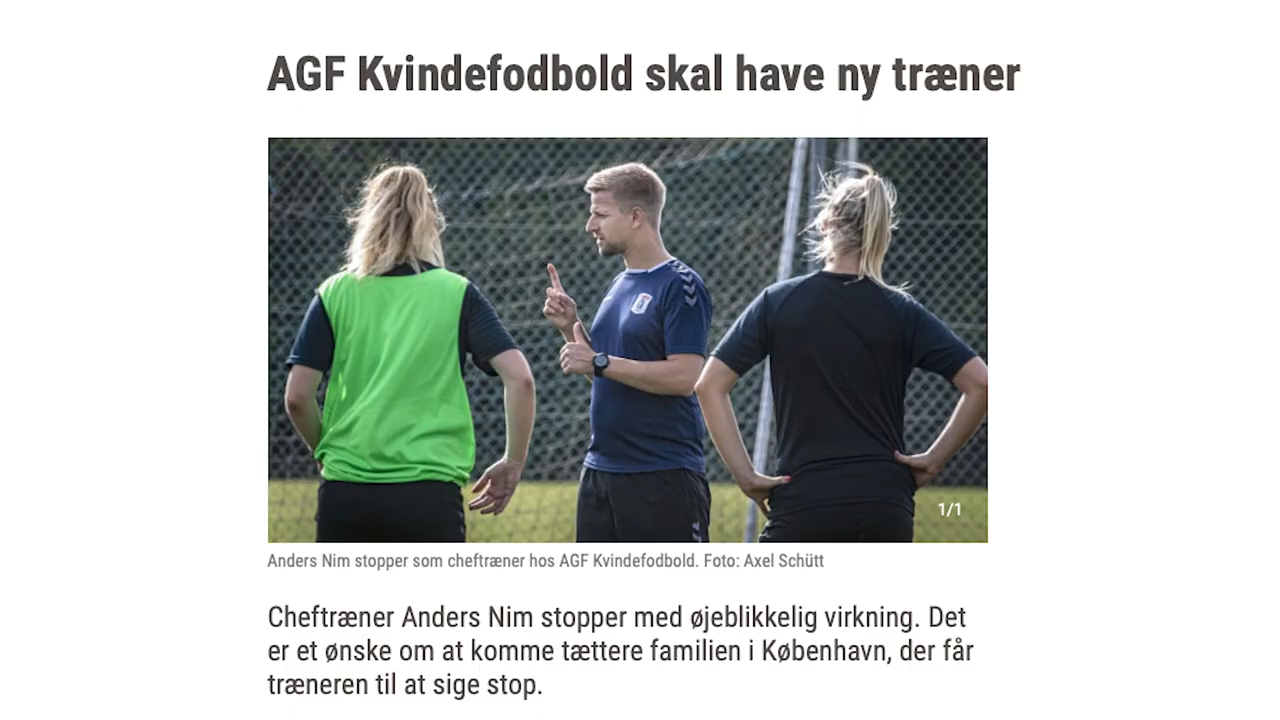 AGF Kvindefodbold skal have ny træner
1/1
Anders Nim stopper som cheftræner hos AGF Kvindefodbold. Foto: Axel Schütt
Cheftræner Anders Nim stopper med øjeblikkelig virkning. Det
er et ønske om at komme tættere familien i København, der får
træneren til at sige stop.